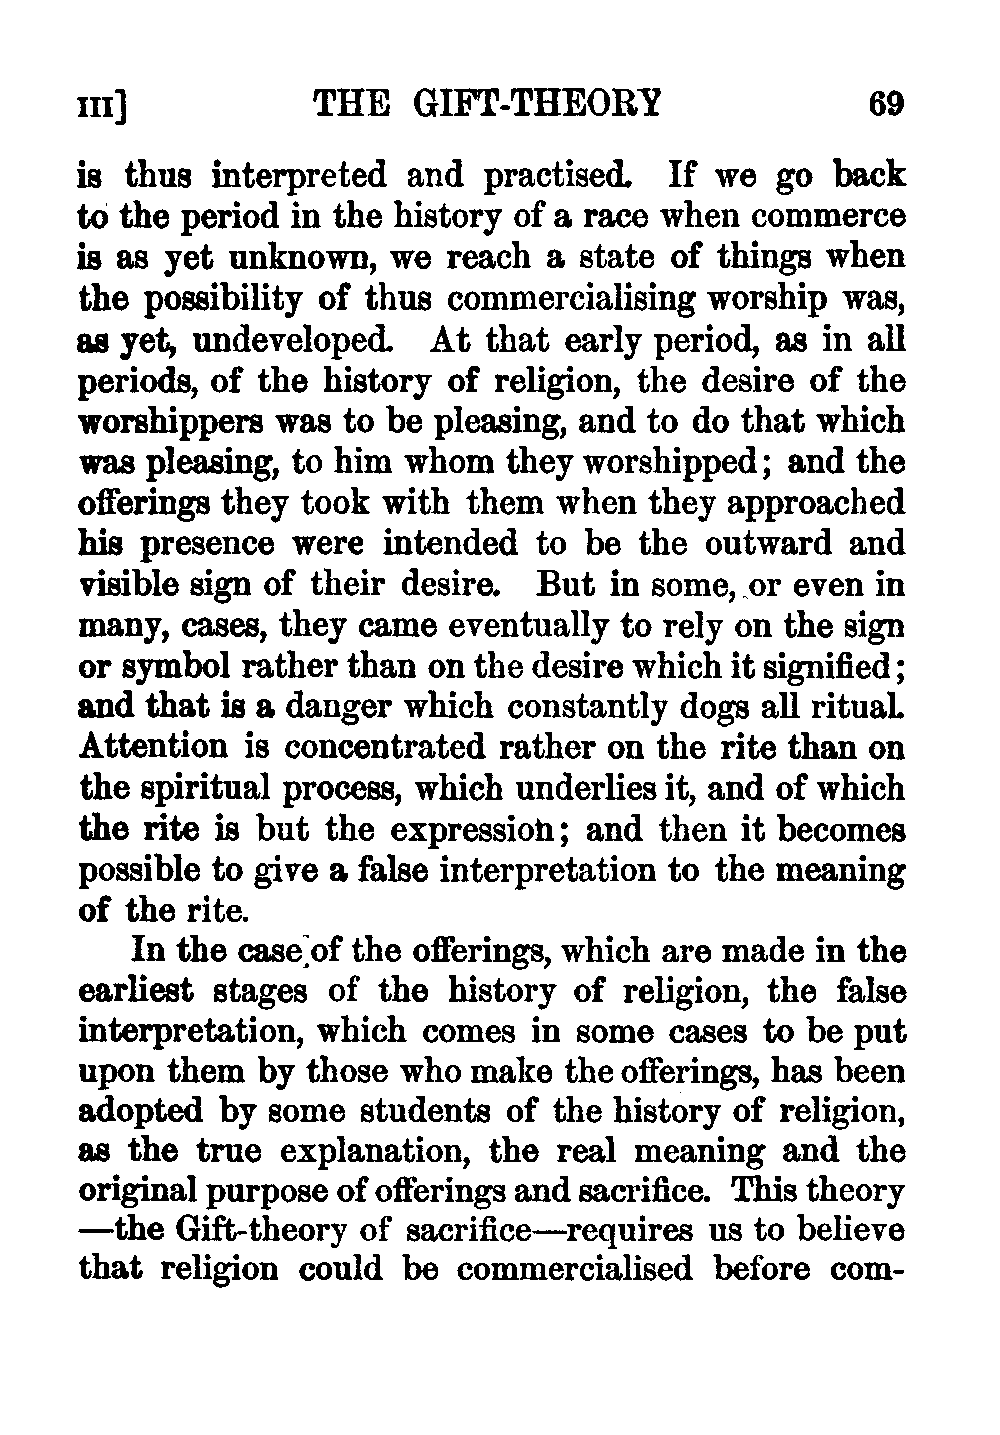 III] THE GIFT-THEORY 69
is thus interpreted and practised. If we go back
to the period in the history of a race when commerce
is as yet unknown, we reach a state of things when
the possibility of thus commercialising worship was,
as yet, undeveloped. At that early period, as in all
periods, of the history of religion, the desire of the
worshippers was to be pleasing, and to do that which
was pleasing, to him whom they worshipped; and the
offerings they took with them when they approached
his presence were intended to be the outward and
visible sign of their desire. But in some, or even in
many, cases, they came eventually to rely on the sign
or symbol rather than on the desire which it signified;
and that is a danger which constantly dogs all ritual.
Attention is concentrated rather on the rite than on
the spiritual process, which underlies it, and of which
the rite is but the expression; and then it becomes
possible to give a false interpretation to the meaning
of the rite.
In the case of the offerings, which are made in the
earliest stages of the history of religion, the false
interpretation, which comes in some cases to be put
upon them by those who make the offerings, has been
adopted by some students of the history of religion,
as the true explanation, the real meaning and the
original purpose of offerings and sacrifice. This theory
—the Gift-theory of sacrifice—requires us to believe
that religion could be commercialised before com-